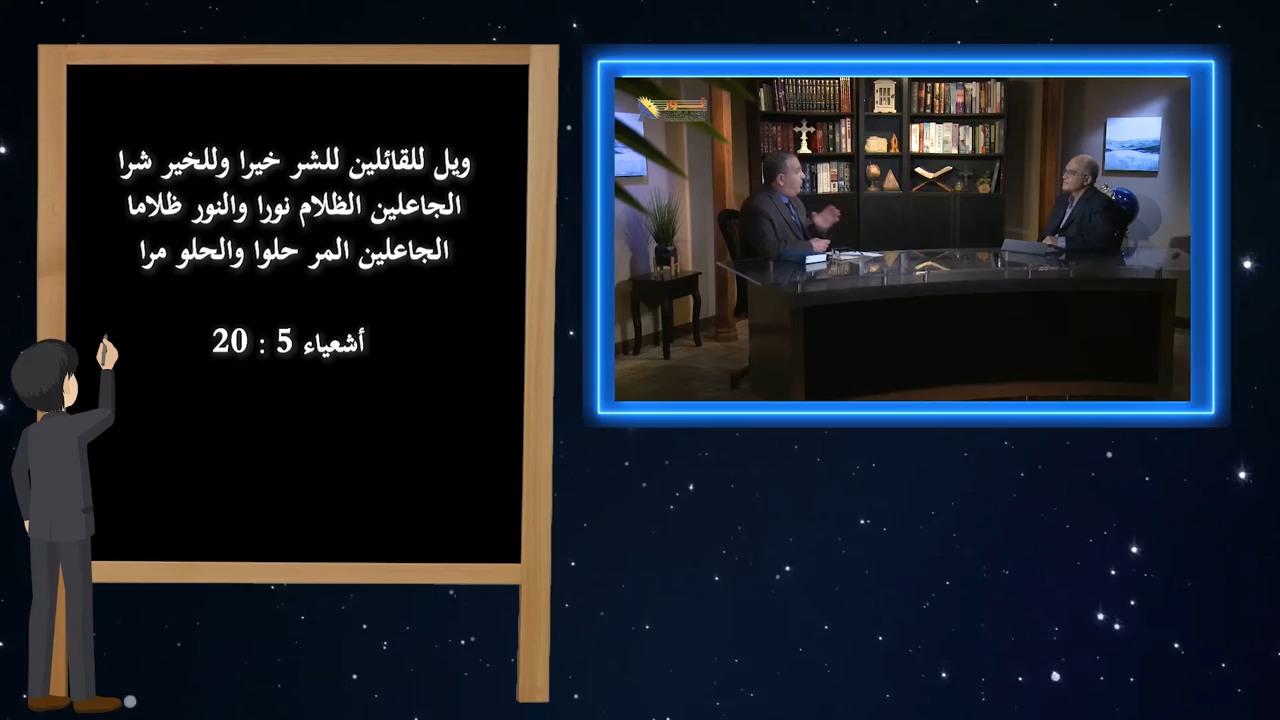 ويل للقائلين للشر خيرا وللخير شرا
الجاعلين الظلام نورا والنور ظلاما
الجاعلين المر حلوا والحلو مرا
أشعياء 5 : 20